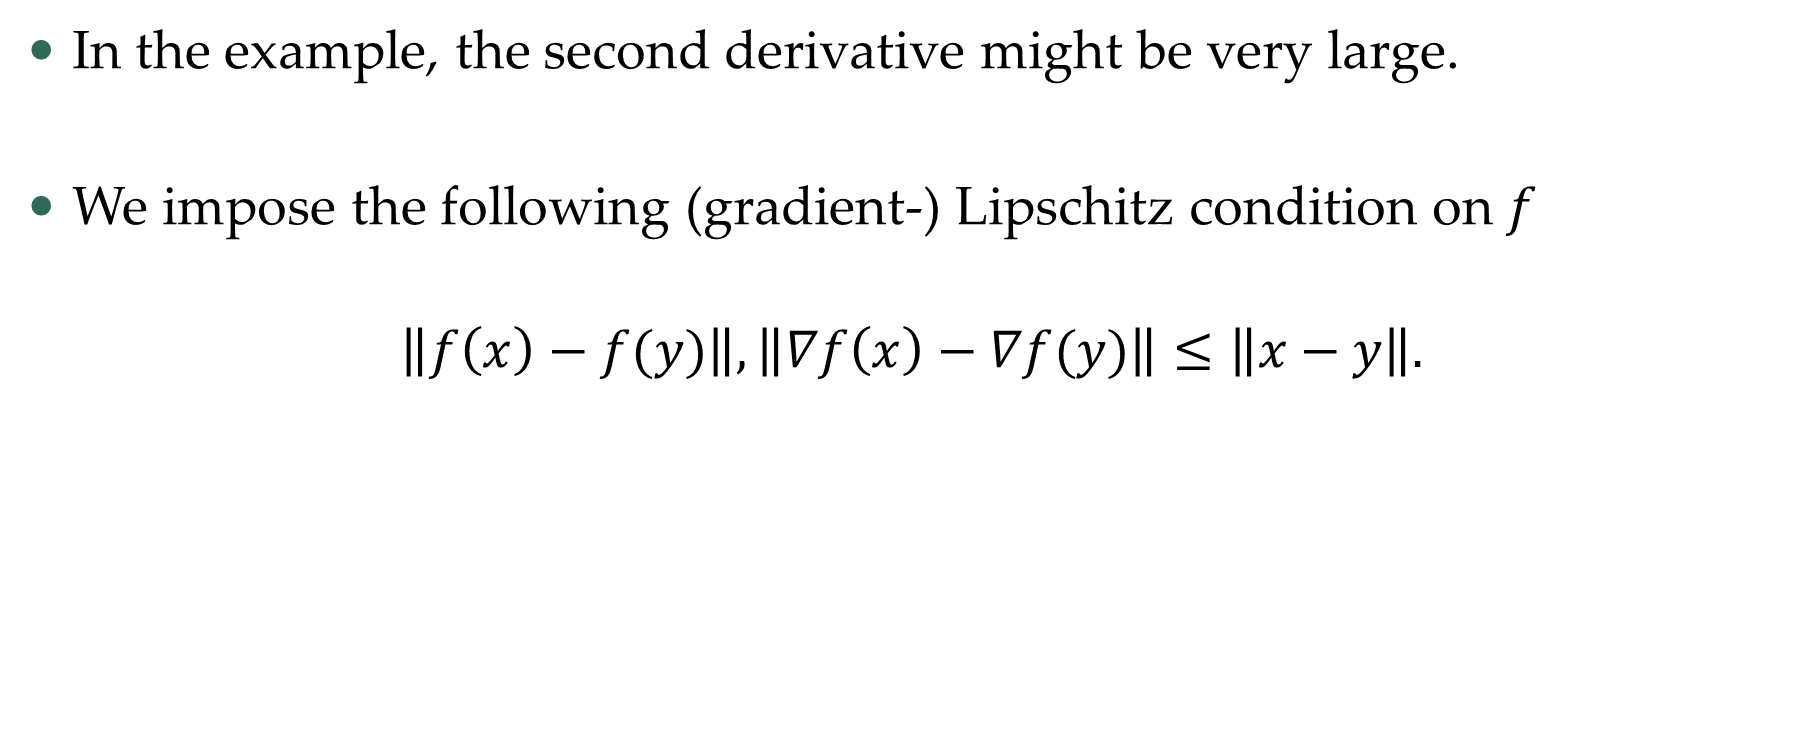 • In the example, the second derivative might be very large.
• We impose the following (gradient-) Lipschitz condition on f
‖f(x) − f(y)‖, ‖∇f(x) − ∇f(y)‖ ≤ ‖x − y‖.